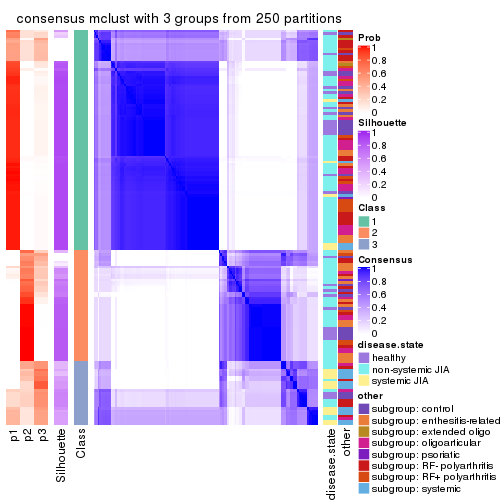 consensus mclust with 3 groups from 250 partitions
Prob
1
0.8
0.6
0.4
0.2
0
Silhouette
1
0.8
0.6
0.4
0.2
0
Class
1
2
3
Consensus
1
0.8
0.6
0.4
0.2
0
disease.state
healthy
non-systemic JIA
systemic JIA
other
subgroup: control
subgroup: enthesitis-related
subgroup: extended oligo
subgroup: oligoarticular
subgroup: psoriatic
subgroup: RF- polyarthritis
subgroup: RF+ polyarthritis
subgroup: systemic
p1
p2
p3
Silhouette
Class
disease.state
other